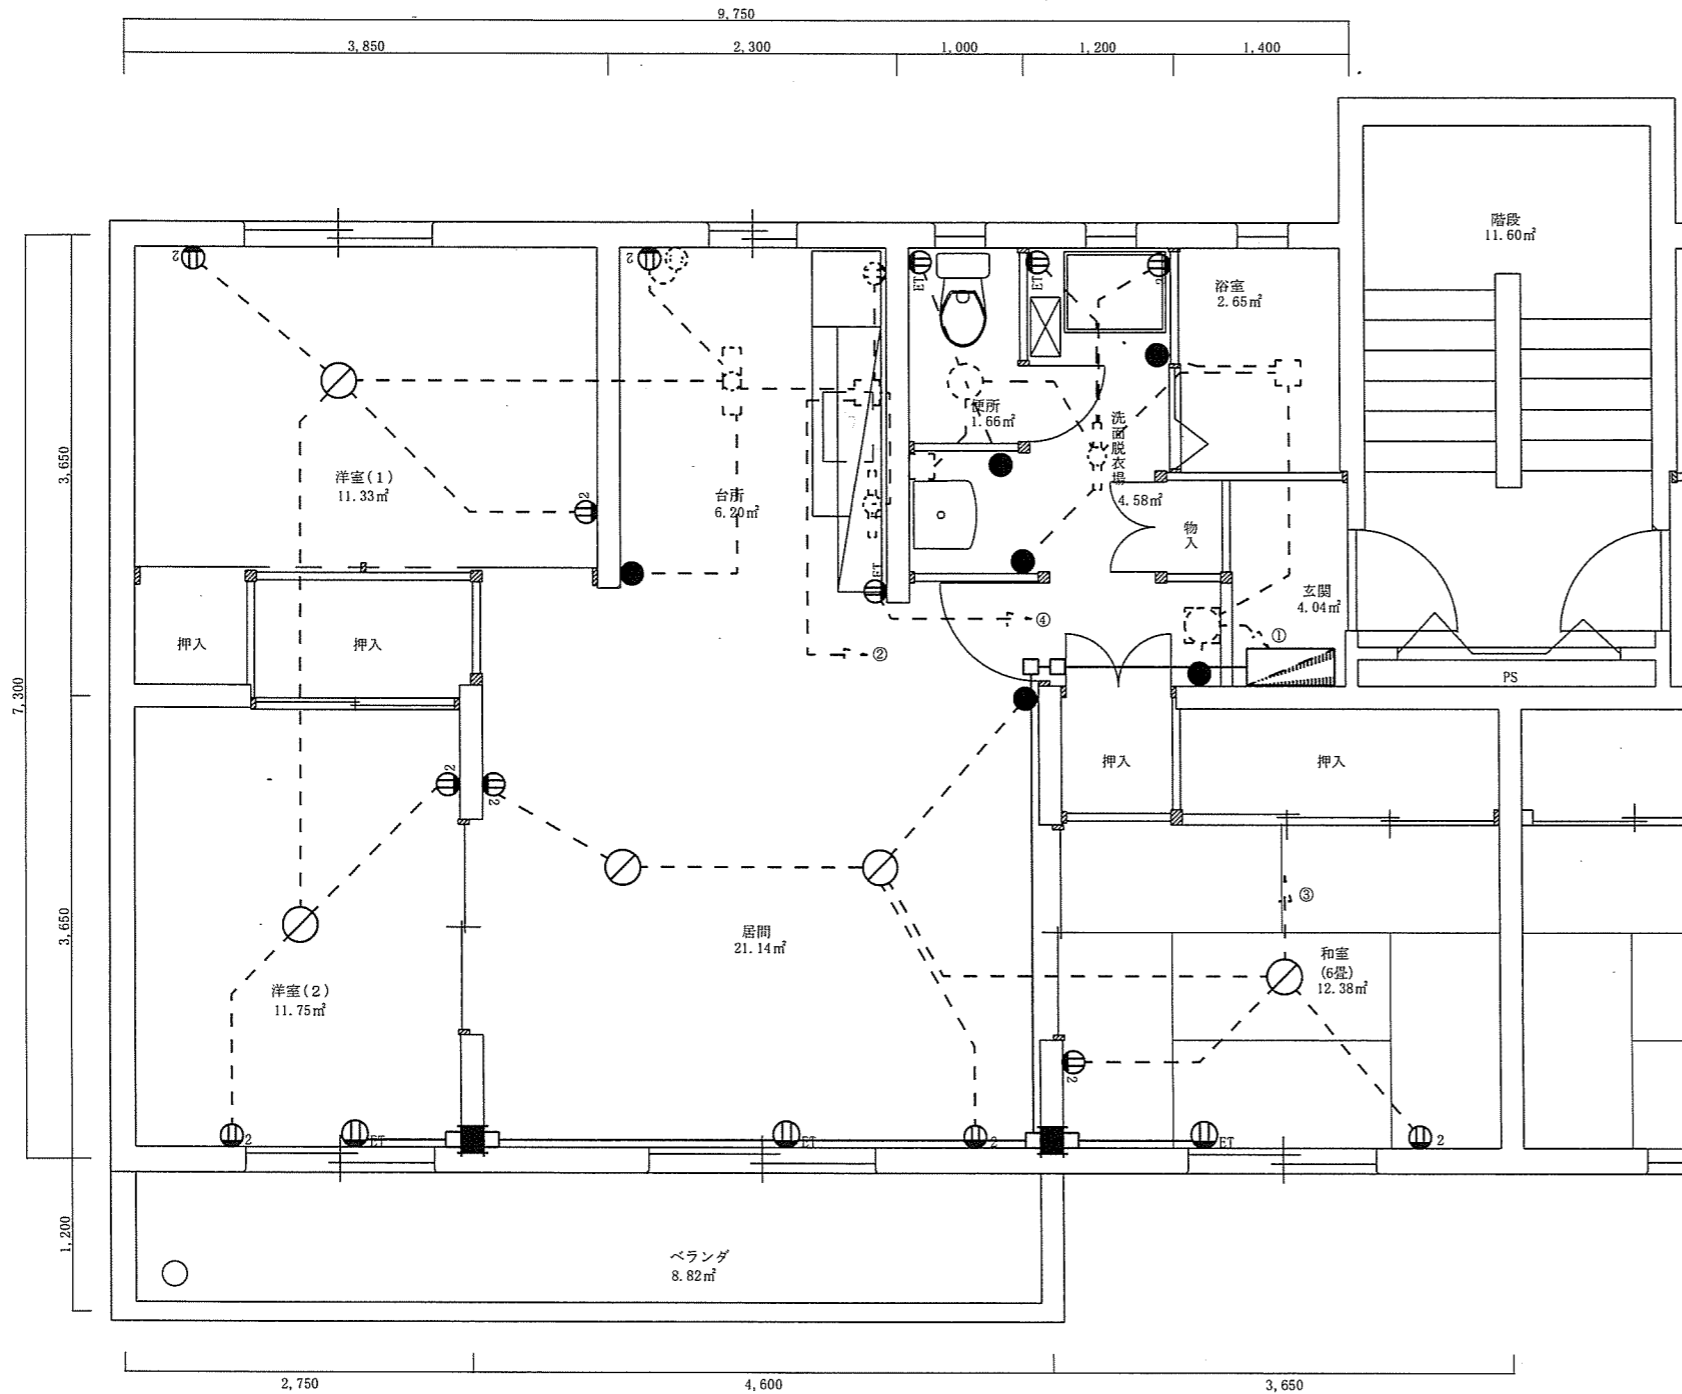 9,750
3,850
2,300
1,000
1,200
1,400
階段
11.60㎡
2
2
ET
ET
2
浴室
2.65㎡
3,650
便所
1.66㎡
洗面脱衣場
4.58㎡
洋室(1)
11.33㎡
2
台所
6.20㎡
物入
ET
玄関
4.04㎡
④
①
押入
押入
②
PS
7,300
2
2
押入
押入
③
3,650
居間
21.14㎡
和室
(6畳)
12.38㎡
洋室(2)
11.75㎡
2
2
ET
ET
2
ET
2
1,200
ベランダ
8.82㎡
2,750
4,600
3,650